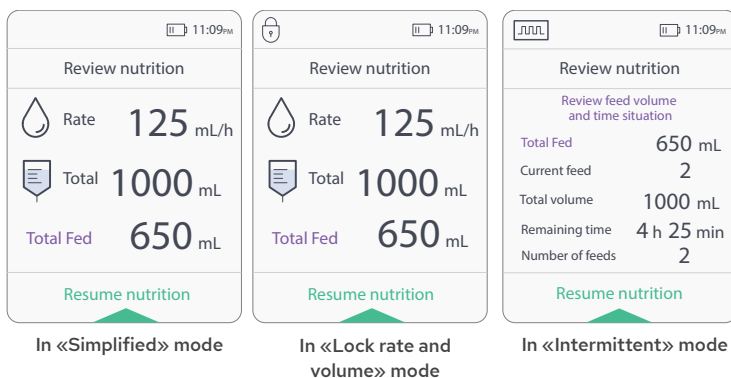 11:09PM
Review nutrition
Rate 125 mL/h
Total 1000 mL
Total Fed 650 mL
Resume nutrition
In «Simplified» mode
11:09PM
Review nutrition
Rate 125 mL/h
Total 1000 mL
Total Fed 650 mL
Resume nutrition
In «Lock rate and
volume» mode
11:09PM
Review nutrition
Review feed volume
and time situation
Total Fed 650 mL
Current feed 2
Total volume 1000 mL
Remaining time 4 h 25 min
Number of feeds 2
Resume nutrition
In «Intermittent» mode